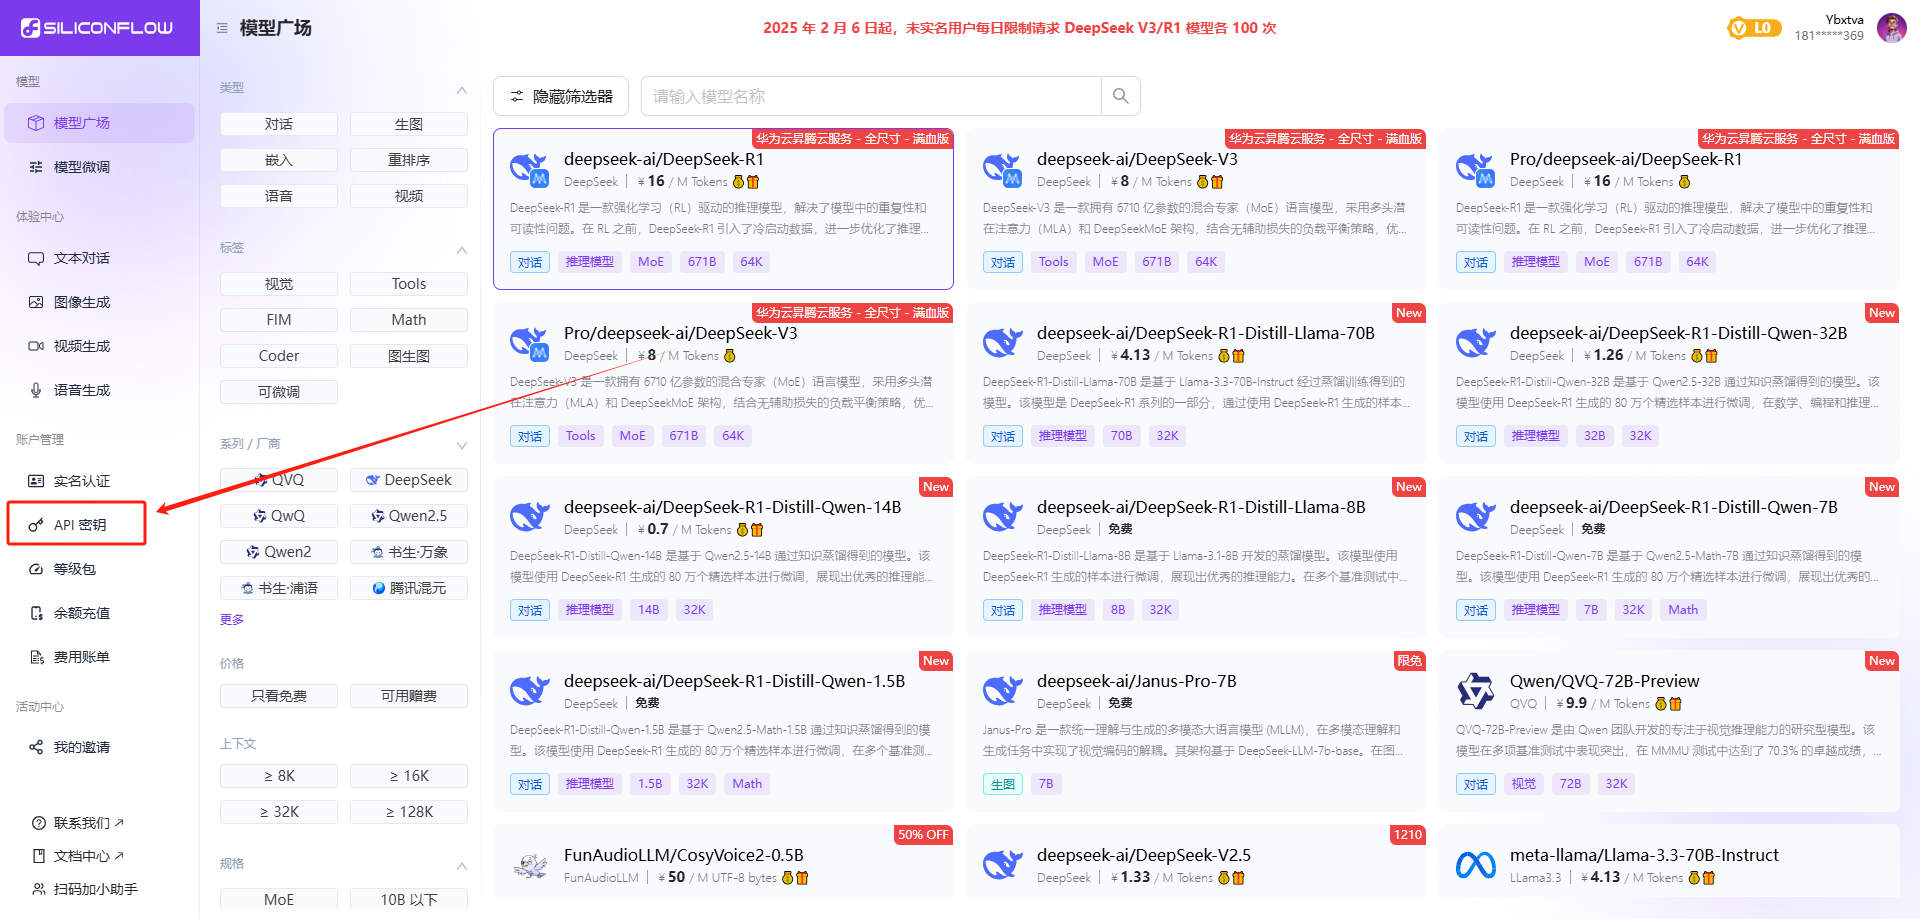 SILICONFLOW
模型广场
2025 年 2 月 6 日起，未实名用户每日限制请求 DeepSeek V3/R1 模型各 100 次
L0
Ybxtva
181*****369
模型
模型广场
模型微调
体验中心
文本对话
图像生成
视频生成
语音生成
账户管理
实名认证
API 密钥
等级包
余额充值
费用账单
活动中心
我的邀请
联系我们
文档中心
扫码加小助手
类型
对话 生图
嵌入 重排序
语音 视频
标签
视觉 Tools
FIM Math
Coder 图生图
可微调
系列 / 厂商
QVQ DeepSeek
QwQ Qwen2.5
Qwen2 书生·万象
书生·浦语 腾讯混元
更多
价格
只看免费 可用赠费
上下文
≥ 8K ≥ 16K
≥ 32K ≥ 128K
规格
MoE 10B 以下
隐藏筛选器
请输入模型名称
华为云昇腾云服务 - 全尺寸 - 满血版
deepseek-ai/DeepSeek-R1
DeepSeek ¥ 16 / M Tokens
DeepSeek-R1 是一款强化学习（RL）驱动的推理模型，解决了模型中的重复性和
可读性问题。在 RL 之前，DeepSeek-R1 引入了冷启动数据，进一步优化了推理...
对话 推理模型 MoE 671B 64K
华为云昇腾云服务 - 全尺寸 - 满血版
deepseek-ai/DeepSeek-V3
DeepSeek ¥ 8 / M Tokens
DeepSeek-V3 是一款拥有 6710 亿参数的混合专家（MoE）语言模型，采用多头潜
在注意力（MLA）和 DeepSeekMoE 架构，结合无辅助损失的负载平衡策略，优...
对话 Tools MoE 671B 64K
华为云昇腾云服务 - 全尺寸 - 满血版
Pro/deepseek-ai/DeepSeek-R1
DeepSeek ¥ 16 / M Tokens
DeepSeek-R1 是一款强化学习（RL）驱动的推理模型，解决了模型中的重复性和
可读性问题。在 RL 之前，DeepSeek-R1 引入了冷启动数据，进一步优化了推理...
对话 推理模型 MoE 671B 64K
华为云昇腾云服务 - 全尺寸 - 满血版
Pro/deepseek-ai/DeepSeek-V3
DeepSeek ¥ 8 / M Tokens
DeepSeek-V3 是一款拥有 6710 亿参数的混合专家（MoE）语言模型，采用多头潜
在注意力（MLA）和 DeepSeekMoE 架构，结合无辅助损失的负载平衡策略，优...
对话 Tools MoE 671B 64K
New
deepseek-ai/DeepSeek-R1-Distill-Llama-70B
DeepSeek ¥ 4.13 / M Tokens
DeepSeek-R1-Distill-Llama-70B 是基于 Llama-3.3-70B-Instruct 经过蒸馏训练得到的
模型。该模型是 DeepSeek-R1 系列的一部分，通过使用 DeepSeek-R1 生成的样本...
对话 推理模型 70B 32K
New
deepseek-ai/DeepSeek-R1-Distill-Qwen-32B
DeepSeek ¥ 1.26 / M Tokens
DeepSeek-R1-Distill-Qwen-32B 是基于 Qwen2.5-32B 通过知识蒸馏得到的模型。该
模型使用 DeepSeek-R1 生成的 80 万个精选样本进行微调，在数学、编程和推理...
对话 推理模型 32B 32K
New
deepseek-ai/DeepSeek-R1-Distill-Qwen-14B
DeepSeek ¥ 0.7 / M Tokens
DeepSeek-R1-Distill-Qwen-14B 是基于 Qwen2.5-14B 通过知识蒸馏得到的模型。该
模型使用 DeepSeek-R1 生成的 80 万个精选样本进行微调，展现出优秀的推理能...
对话 推理模型 14B 32K
New
deepseek-ai/DeepSeek-R1-Distill-Llama-8B
DeepSeek 免费
DeepSeek-R1-Distill-Llama-8B 是基于 Llama-3.1-8B 开发的蒸馏模型。该模型使用
DeepSeek-R1 生成的样本进行微调，展现出优秀的推理能力。在多个基准测试中...
对话 推理模型 8B 32K
New
deepseek-ai/DeepSeek-R1-Distill-Qwen-7B
DeepSeek 免费
DeepSeek-R1-Distill-Qwen-7B 是基于 Qwen2.5-Math-7B 通过知识蒸馏得到的模
型。该模型使用 DeepSeek-R1 生成的 80 万个精选样本进行微调，展现出优秀的...
对话 推理模型 7B 32K Math
New
deepseek-ai/DeepSeek-R1-Distill-Qwen-1.5B
DeepSeek 免费
DeepSeek-R1-Distill-Qwen-1.5B 是基于 Qwen2.5-Math-1.5B 通过知识蒸馏得到的模
型。该模型使用 DeepSeek-R1 生成的 80 万个精选样本进行微调，在多个基准测...
对话 推理模型 1.5B 32K Math
限免
deepseek-ai/Janus-Pro-7B
DeepSeek 免费
Janus-Pro 是一款统一理解与生成的多模态大语言模型 (MLLM)，在多模态理解和
生成任务中实现了视觉编码的解耦。其架构基于 DeepSeek-LLM-7b-base。在图...
生图 7B
New
Qwen/QVQ-72B-Preview
QVQ ¥ 9.9 / M Tokens
QVQ-72B-Preview 是由 Qwen 团队开发的专注于视觉推理能力的研究型模型。该
模型在多项基准测试中表现突出，在 MMMU 测试中达到了 70.3% 的卓越成绩，...
对话 视觉 72B 32K
50% OFF
FunAudioLLM/CosyVoice2-0.5B
FunAudioLLM ¥ 50 / M UTF-8 bytes
1210
deepseek-ai/DeepSeek-V2.5
DeepSeek ¥ 1.33 / M Tokens
meta-llama/Llama-3.3-70B-Instruct
LLama3.3 ¥ 4.13 / M Tokens